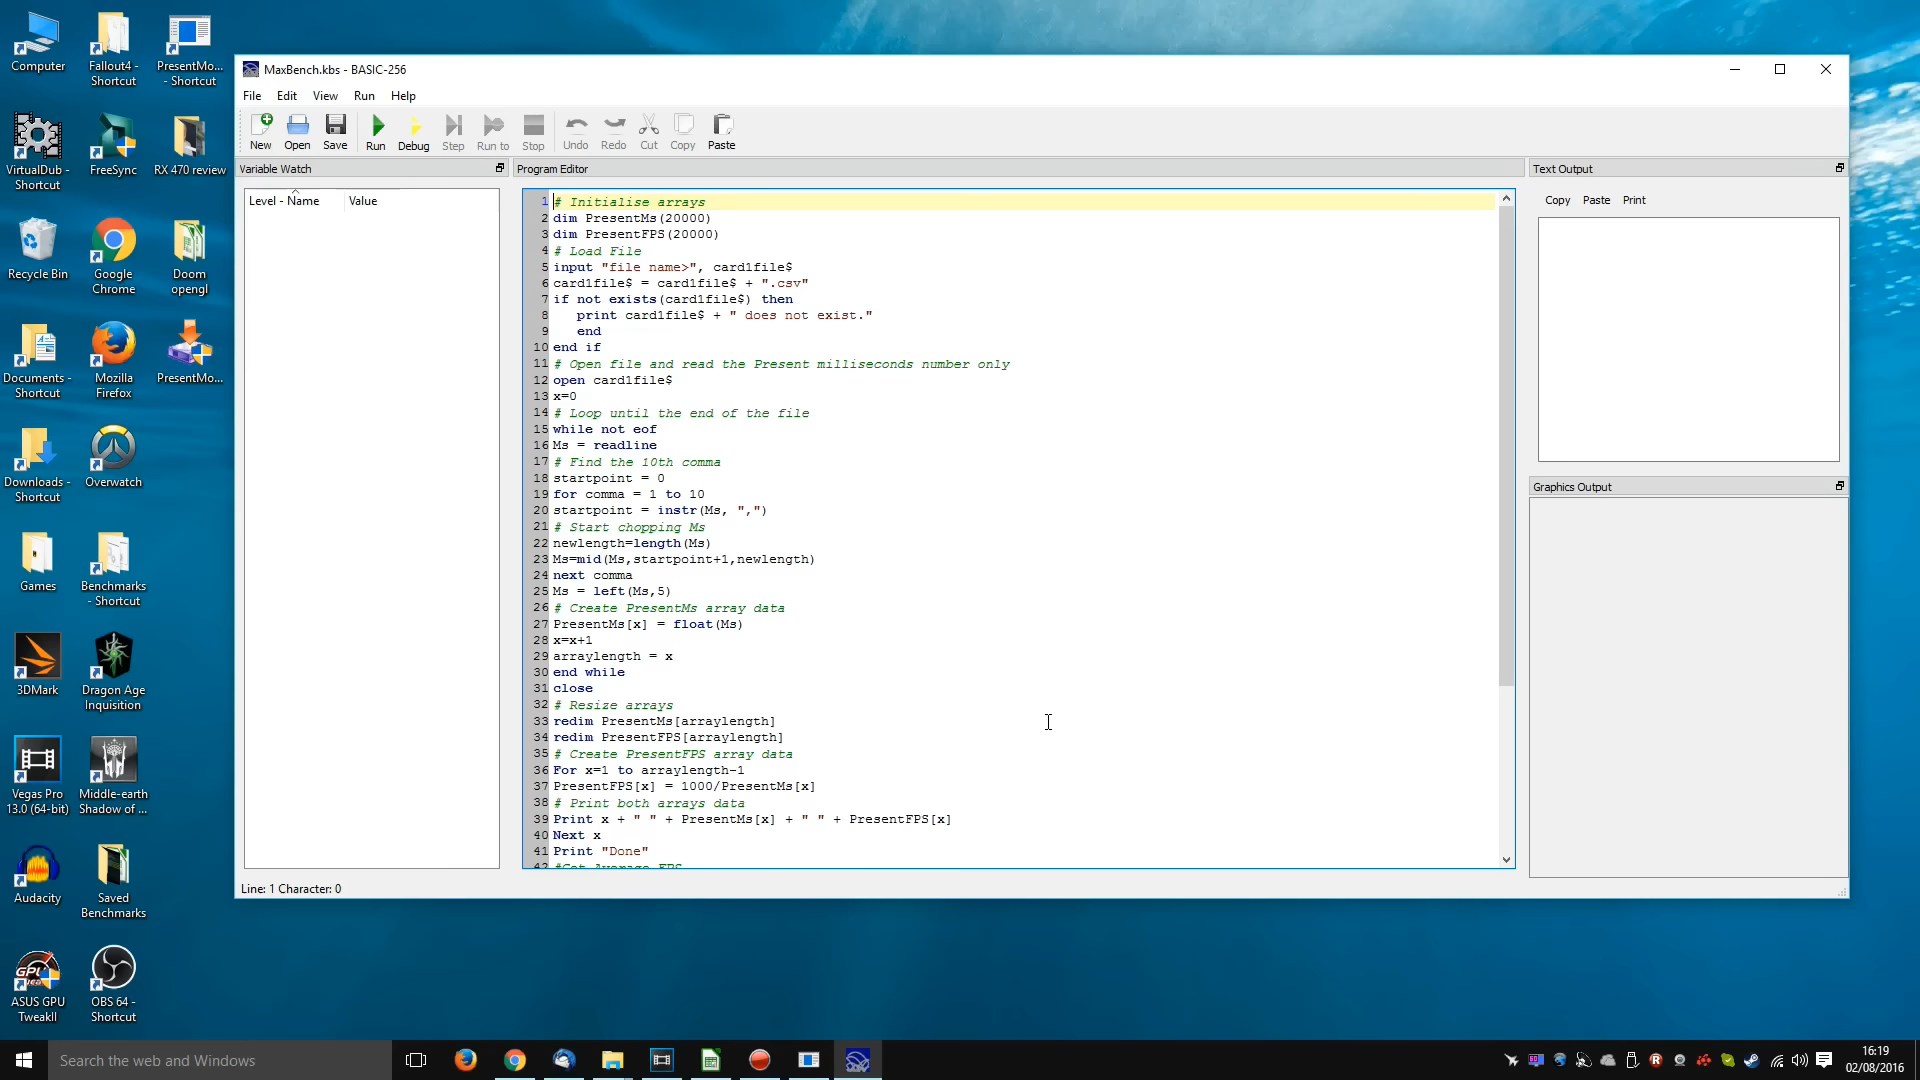 Computer
Fallout4 -
Shortcut
PresentMo...
- Shortcut
VirtualDub -
Shortcut
FreeSync
RX 470 review
Recycle Bin
Google
Chrome
Doom
opengl
Documents -
Shortcut
Mozilla
Firefox
PresentMo...
Downloads -
Shortcut
Overwatch
Games
Benchmarks
- Shortcut
3DMark
Dragon Age
Inquisition
Vegas Pro
13.0 (64-bit)
Middle-earth
Shadow of ...
Audacity
Saved
Benchmarks
GPU
ASUS GPU
TweakII
OBS 64 -
Shortcut
MaxBench.kbs - BASIC-256
File Edit View Run Help
New Open Save Run Debug Step Run to Stop Undo Redo Cut Copy Paste
Variable Watch
Level - Name Value
Program Editor
1 # Initialise arrays
2 dim PresentMs(20000)
3 dim PresentFPS(20000)
4 # Load File
5 input "file name>", card1file$
6 card1file$ = card1file$ + ".csv"
7 if not exists(card1file$) then
8 print card1file$ + " does not exist."
9 end
10 end if
11 # Open file and read the Present milliseconds number only
12 open card1file$
13 x=0
14 # Loop until the end of the file
15 while not eof
16 Ms = readline
17 # Find the 10th comma
18 startpoint = 0
19 for comma = 1 to 10
20 startpoint = instr(Ms, ",")
21 # Start chopping Ms
22 newlength=length(Ms)
23 Ms=mid(Ms,startpoint+1,newlength)
24 next comma
25 Ms = left(Ms,5)
26 # Create PresentMs array data
27 PresentMs[x] = float(Ms)
28 x=x+1
29 arraylength = x
30 end while
31 close
32 # Resize arrays
33 redim PresentMs[arraylength]
34 redim PresentFPS[arraylength]
35 # Create PresentFPS array data
36 For x=1 to arraylength-1
37 PresentFPS[x] = 1000/PresentMs[x]
38 # Print both arrays data
39 Print x + " " + PresentMs[x] + " " + PresentFPS[x]
40 Next x
41 Print "Done"
42 #Get Average FPS
Text Output
Copy Paste Print
Graphics Output
Line: 1 Character: 0
Search the web and Windows
16:19
02/08/2016